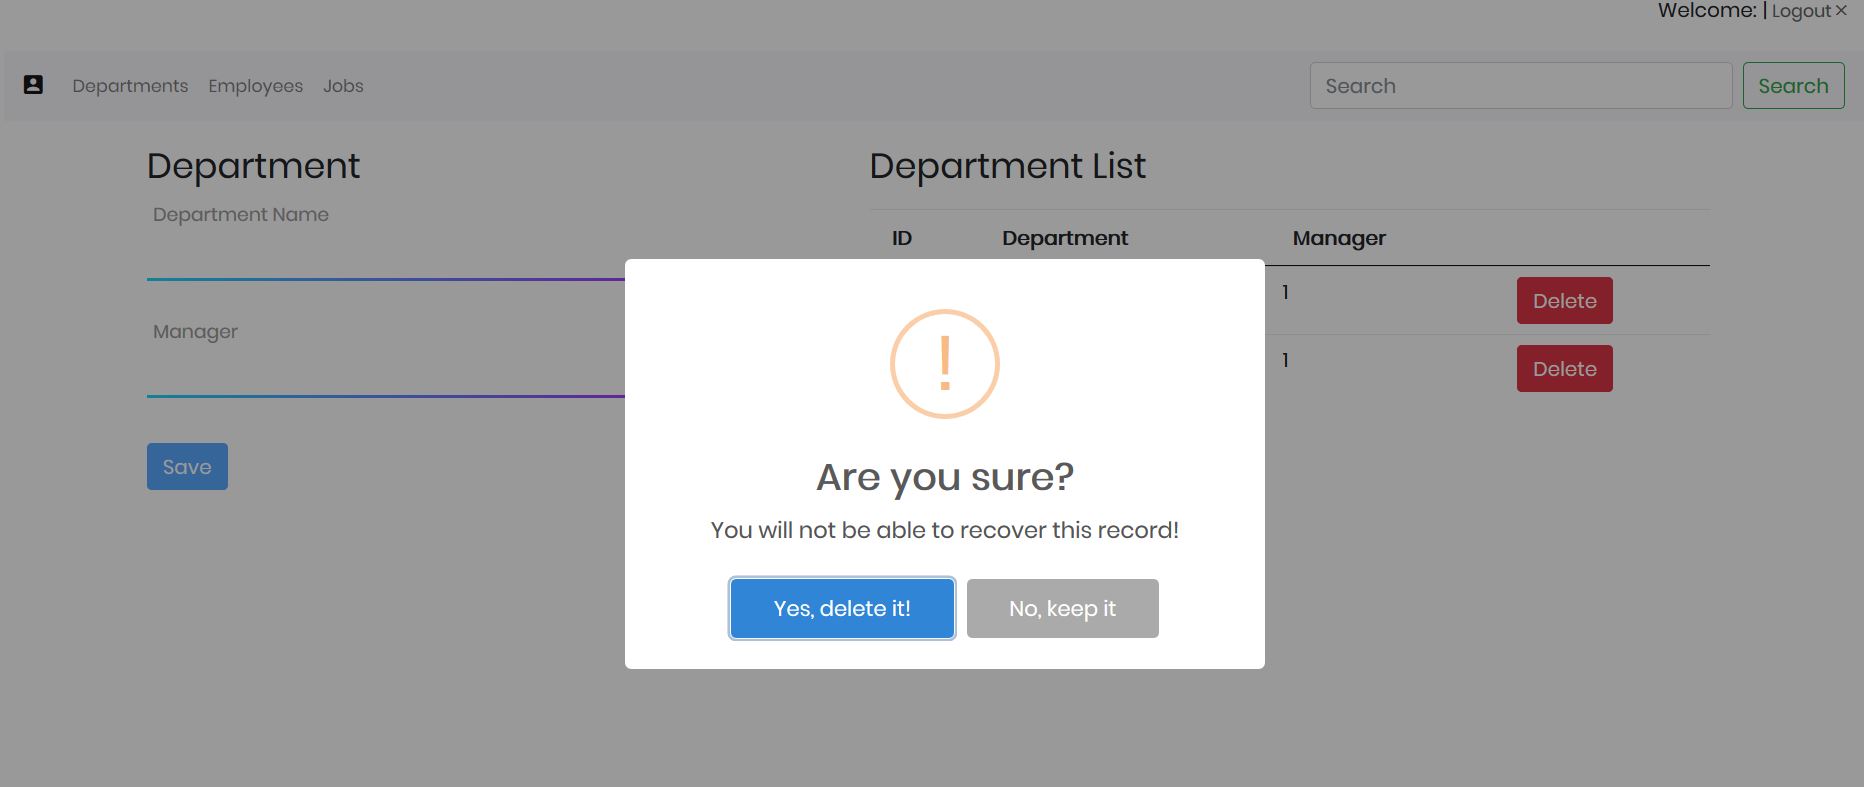 Welcome: | Logout ×
Departments Employees Jobs Search Search
Department
Department Name
Manager
Save
Department List
ID Department Manager
1 Delete
1 Delete
!
Are you sure?
You will not be able to recover this record!
Yes, delete it! No, keep it